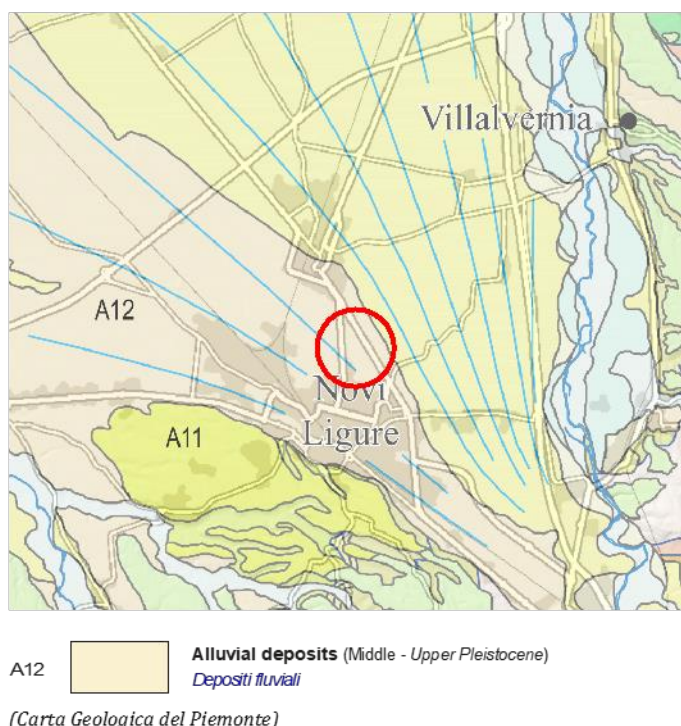 Villalvernia
A12
Novi
Ligure
A11
A12
Alluvial deposits (Middle - Upper Pleistocene)
Depositi fluviali
(Carta Geologica del Piemonte)